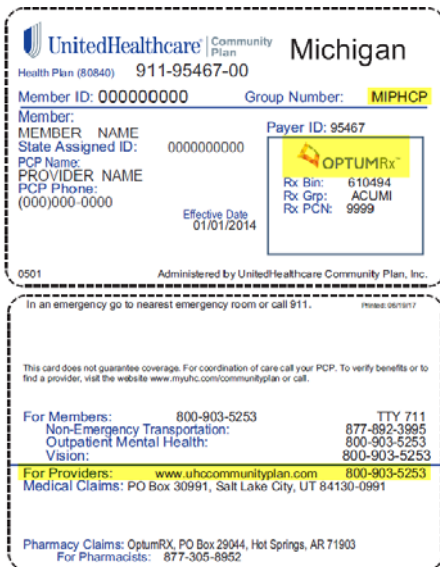 UnitedHealthcare® Community Plan Michigan
Health Plan (80840) 911-95467-00
Member ID: 000000000 Group Number: MIPHCP
Member:
MEMBER NAME
State Assigned ID: 0000000000
PCP Name:
PROVIDER NAME
PCP Phone:
(000)000-0000
Effective Date
01/01/2014
Payer ID: 95467
OPTUMRx™
Rx Bin: 610494
Rx Grp: ACUMI
Rx PCN: 9999
0501 Administered by UnitedHealthcare Community Plan, Inc.
In an emergency go to nearest emergency room or call 911. Printed: 06/19/17
This card does not guarantee coverage. For coordination of care call your PCP. To verify benefits or to
find a provider, visit the website www.myuhc.com/communityplan or call.
For Members: 800-903-5253 TTY 711
Non-Emergency Transportation: 877-892-3995
Outpatient Mental Health: 800-903-5253
Vision: 800-903-5253
For Providers: www.uhccommunityplan.com 800-903-5253
Medical Claims: PO Box 30991, Salt Lake City, UT 84130-0991
Pharmacy Claims: OptumRX, PO Box 29044, Hot Springs, AR 71903
For Pharmacists: 877-305-8952